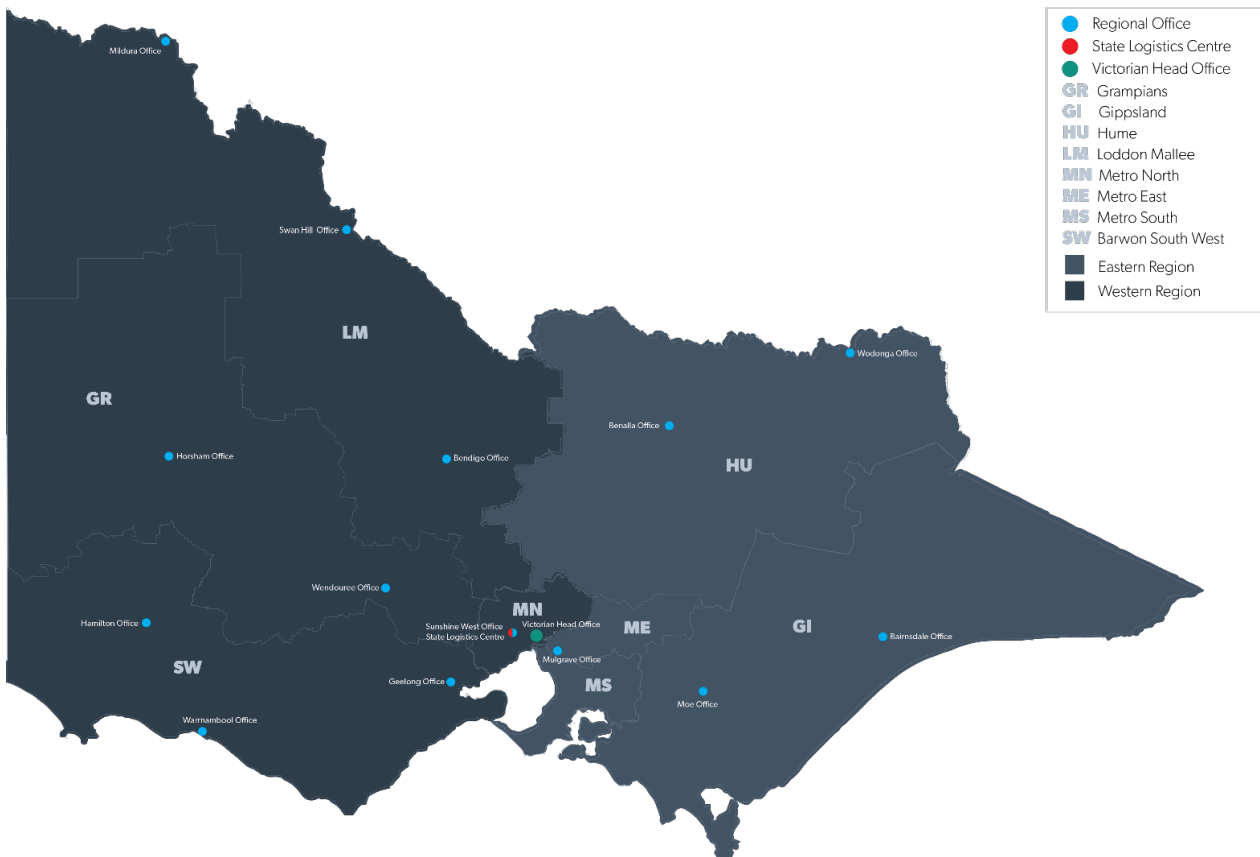 Regional Office
State Logistics Centre
Victorian Head Office
GR Grampians
GI Gippsland
HU Hume
LM Loddon Mallee
MN Metro North
ME Metro East
MS Metro South
SW Barwon South West
Eastern Region
Western Region
Mildura Office
Swan Hill Office
LM
Wodonga Office
GR
Benalla Office
Horsham Office
Bendigo Office
HU
Wendouree Office
MN
Hamilton Office
Sunshine West Office
State Logistics Centre
Victorian Head Office
ME
GI
Bairnsdale Office
Mulgrave Office
SW
Geelong Office
MS
Moe Office
Warrnambool Office